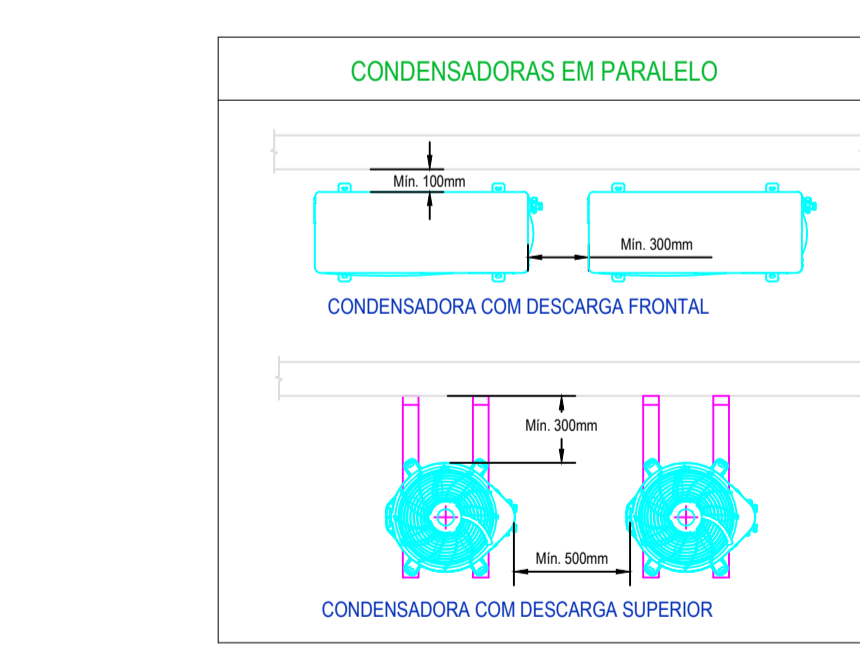 CONDENSADORAS EM PARALELO
Mín. 100mm
Mín. 300mm
CONDENSADORA COM DESCARGA FRONTAL
Mín. 300mm
Mín. 500mm
CONDENSADORA COM DESCARGA SUPERIOR